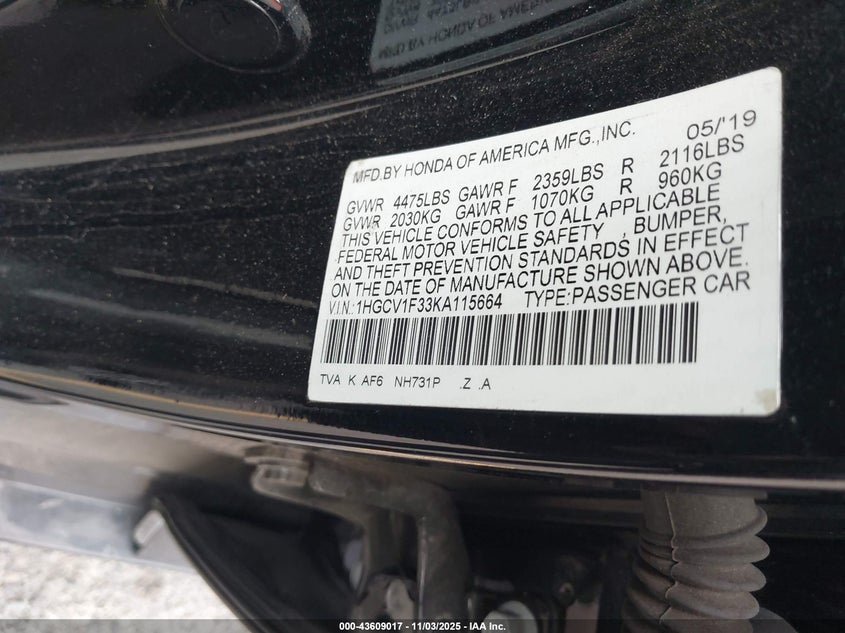 MFD.BY HONDA OF AMERICA MFG.,INC. 05/'19
GVWR 4475LBS GAWR F 2359LBS R 2116LBS
GVWR 2030KG GAWR F 1070KG R 960KG
THIS VEHICLE CONFORMS TO ALL APPLICABLE
FEDERAL MOTOR VEHICLE SAFETY , BUMPER,
AND THEFT PREVENTION STANDARDS IN EFFECT
ON THE DATE OF MANUFACTURE SHOWN ABOVE.
V.I.N.:1HGCV1F33KA115664 TYPE:PASSENGER CAR
TVA K AF6 NH731P .Z .A
000-43609017 - 11/03/2025 - © IAA, Inc.